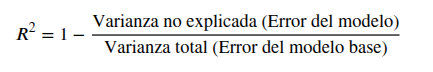 R² = 1 − Varianza no explicada (Error del modelo) / Varianza total (Error del modelo base)